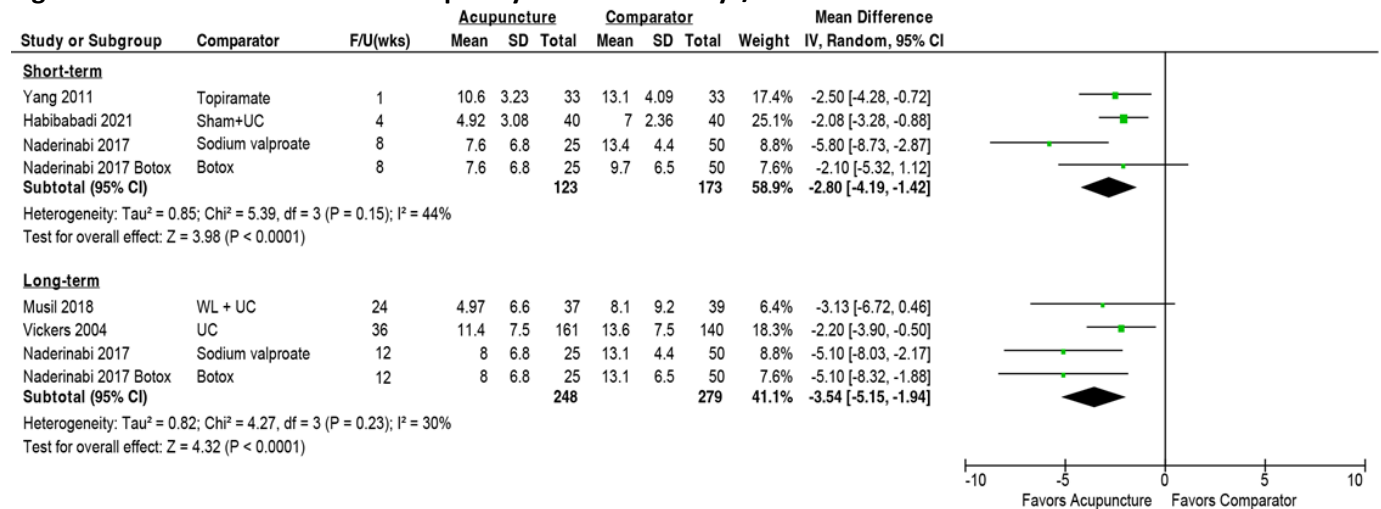 Acupuncture Comparator Mean Difference
Study or Subgroup Comparator F/U(wks) Mean SD Total Mean SD Total Weight IV, Random, 95% CI
Short-term
Yang 2011 Topiramate 1 10.6 3.23 33 13.1 4.09 33 17.4% -2.50 [-4.28, -0.72]
Habibabadi 2021 Sham+UC 4 4.92 3.08 40 7 2.36 40 25.1% -2.08 [-3.28, -0.88]
Naderinabi 2017 Sodium valproate 8 7.6 6.8 25 13.4 4.4 50 8.8% -5.80 [-8.73, -2.87]
Naderinabi 2017 Botox Botox 8 7.6 6.8 25 9.7 6.5 50 7.6% -2.10 [-5.32, 1.12]
Subtotal (95% CI) 123 173 58.9% -2.80 [-4.19, -1.42]
Heterogeneity: Tau² = 0.85; Chi² = 5.39, df = 3 (P = 0.15); I² = 44%
Test for overall effect: Z = 3.98 (P < 0.0001)
Long-term
Musil 2018 WL + UC 24 4.97 6.6 37 8.1 9.2 39 6.4% -3.13 [-6.72, 0.46]
Vickers 2004 UC 36 11.4 7.5 161 13.6 7.5 140 18.3% -2.20 [-3.90, -0.50]
Naderinabi 2017 Sodium valproate 12 8 6.8 25 13.1 4.4 50 8.8% -5.10 [-8.03, -2.17]
Naderinabi 2017 Botox Botox 12 8 6.8 25 13.1 6.5 50 7.6% -5.10 [-8.32, -1.88]
Subtotal (95% CI) 248 279 41.1% -3.54 [-5.15, -1.94]
Heterogeneity: Tau² = 0.82; Chi² = 4.27, df = 3 (P = 0.23); I² = 30%
Test for overall effect: Z = 4.32 (P < 0.0001)
-10 -5 0 5 10
Favors Acupuncture Favors Comparator